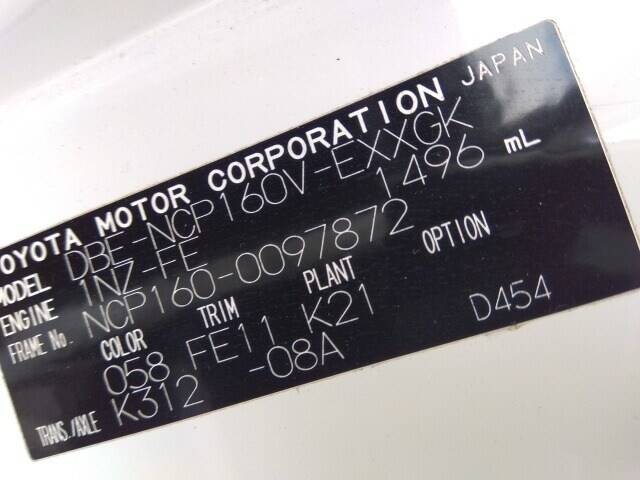 TOYOTA MOTOR CORPORATION JAPAN
MODEL DBE-NCP160V-EXXGK
ENGINE 1NZ-FE 1496 mL
FRAME No. NCP160-0097872
COLOR TRIM PLANT OPTION
058 FE11 K21 D454
TRANS./AXLE K312 -08A